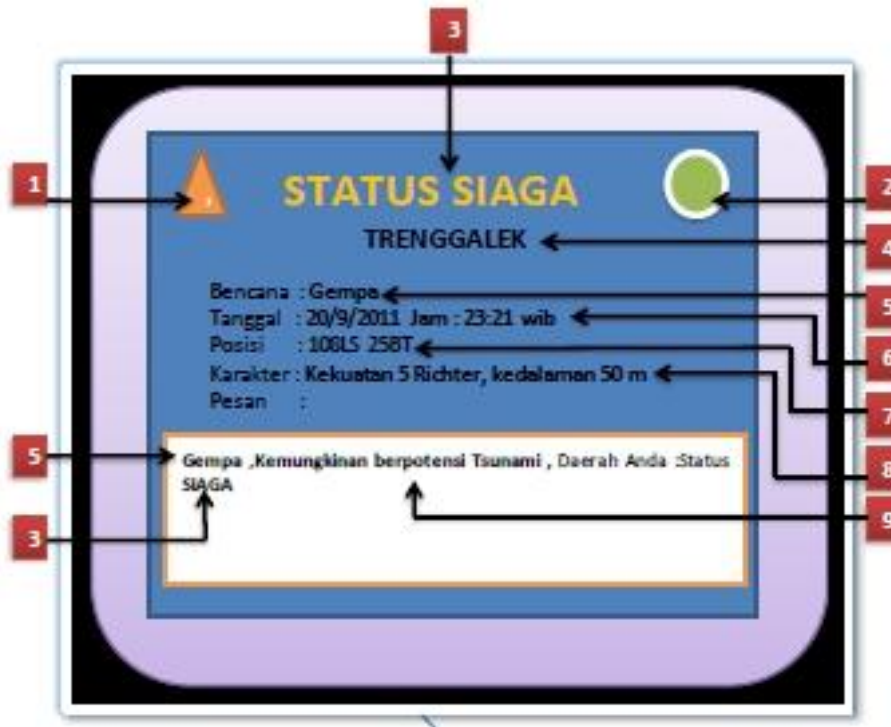 3
1
STATUS SIAGA
2
TRENGGALEK
4
Bencana : Gempa
5
Tanggal : 20/9/2011 Jam : 23:21 wib
6
Posisi : 108LS 25BT
7
Karakter : Kekuatan 5 Richter, kedalaman 50 m
8
Pesan :
5
Gempa ,Kemungkinan berpotensi Tsunami , Daerah Anda :Status
SIAGA
9
3